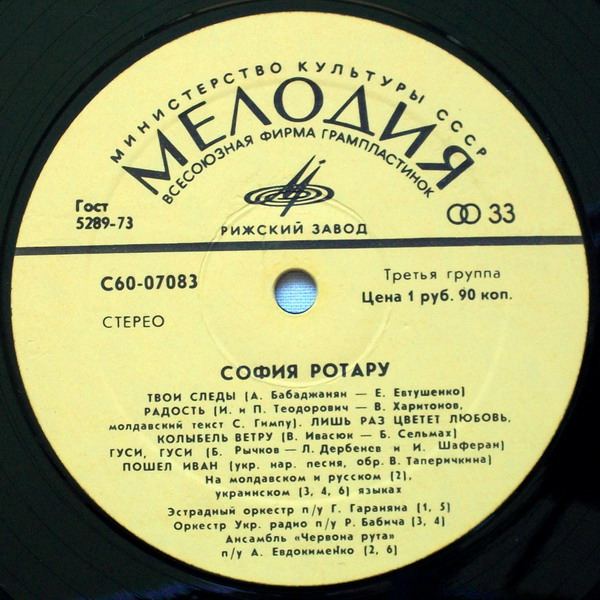 МИНИСТЕРСТВО КУЛЬТУРЫ СССР
МЕЛОДИЯ
ВСЕСОЮЗНАЯ ФИРМА ГРАМПЛАСТИНОК
Гост
5289-73
33
РИЖСКИЙ ЗАВОД
С60-07083
Третья группа
Цена 1 руб. 90 коп.
СТЕРЕО
СОФИЯ РОТАРУ
ТВОИ СЛЕДЫ (А. Бабаджанян — Е. Евтушенко)
РАДОСТЬ (И. и П. Теодорович — В. Харитонов,
молдавский текст С. Гимпу). ЛИШЬ РАЗ ЦВЕТЕТ ЛЮБОВЬ,
КОЛЫБЕЛЬ ВЕТРУ (В. Ивасюк — Б. Сельмах)
ГУСИ, ГУСИ (Б. Рычков — Л. Дербенев и И. Шаферан)
ПОШЕЛ ИВАН (укр. нар. песня, обр. В. Таперичкина)
На молдавском и русском (2),
украинском (3, 4, 6) языках
Эстрадный оркестр п/у Г. Гараняна (1, 5)
Оркестр Укр. радио п/у Р. Бабича (3, 4)
Ансамбль «Червона рута»
п/у А. Евдокименко (2, 6)